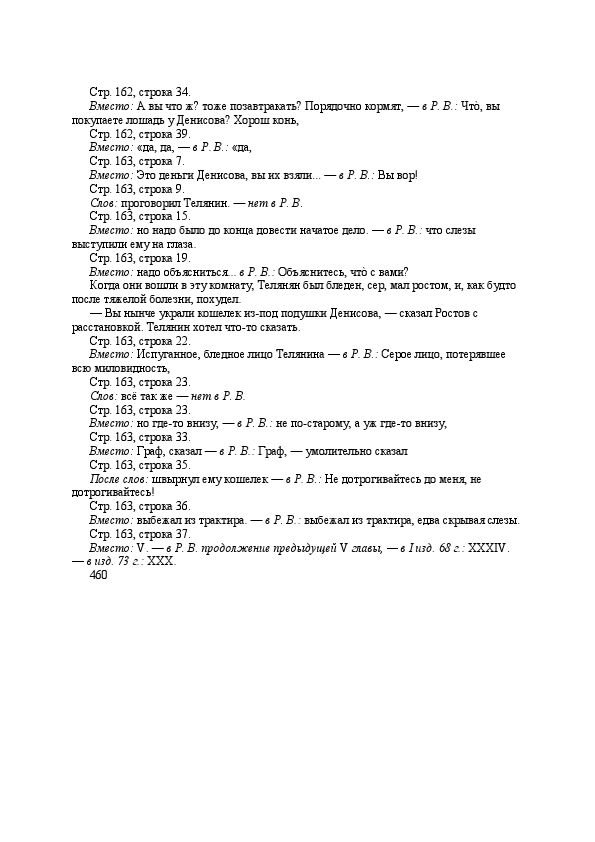 Стр. 162, строка 34.
Вместо: А вы что ж? тоже позавтракать? Порядочно кормят, — в Р. В.: Что̀, вы
покупаете лошадь у Денисова? Хорош конь,
Стр. 162, строка 39.
Вместо: «да, да, — в Р. В.: «да,
Стр. 163, строка 7.
Вместо: Это деньги Денисова, вы их взяли... — в Р. В.: Вы вор!
Стр. 163, строка 9.
Слов: проговорил Телянин. — нет в Р. В.
Стр. 163, строка 15.
Вместо: но надо было до конца довести начатое дело. — в Р. В.: что слезы
выступили ему на глаза.
Стр. 163, строка 19.
Вместо: надо объясниться... в Р. В.: Объяснитесь, что̀ с вами?
Когда они вошли в эту комнату, Телянян был бледен, сер, мал ростом, и, как будто
после тяжелой болезни, похудел.
— Вы нынче украли кошелек из-под подушки Денисова, — сказал Ростов с
расстановкой. Телянин хотел что-то сказать.
Стр. 163, строка 22.
Вместо: Испуганное, бледное лицо Телянина — в Р. В.: Серое лицо, потерявшее
всю миловидность,
Стр. 163, строка 23.
Слов: всё так же — нет в Р. В.
Стр. 163, строка 23.
Вместо: но где-то внизу, — в Р. В.: не по-старому, а уж где-то внизу,
Стр. 163, строка 33.
Вместо: Граф, сказал — в Р. В.: Граф, — умолительно сказал
Стр. 163, строка 35.
После слов: швырнул ему кошелек — в Р. В.: Не дотрогивайтесь до меня, не
дотрогивайтесь!
Стр. 163, строка 36.
Вместо: выбежал из трактира. — в Р. В.: выбежал из трактира, едва скрывая слезы.
Стр. 163, строка 37.
Вместо: V. — в Р. В. продолжение предыдущей V главы, — в I изд. 68 г.: XXXIV.
— в изд. 73 г.: XXX.
460